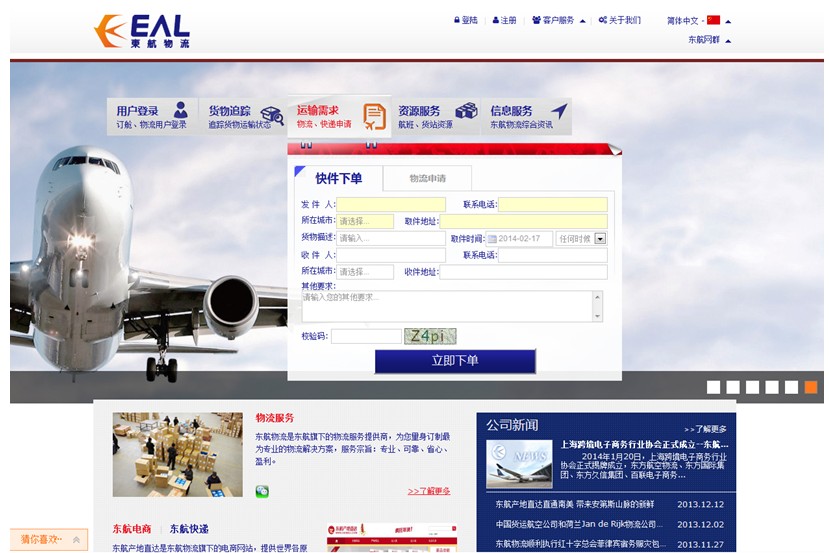 EAL
東航物流
登陆 注册 客户服务 关于我们 简体中文
东航网群
用户登录
订舱、物流用户登录
货物追踪
追踪货物运输状态
运输需求
物流、快递申请
资源服务
航班、货站资源
信息服务
东航物流综合资讯
快件下单 物流申请
发 件 人: 联系电话:
所在城市: 请选择... 取件地址:
货物描述: 请输入... 取件时间: 2014-02-17 任何时候
收 件 人: 联系电话:
所在城市: 请选择... 收件地址:
其他要求:
请输入您的其他要求...
校验码: Z4pi
立即下单
物流服务
东航物流是东航旗下的物流服务提供商，为您量身订制最
为专业的物流解决方案，服务宗旨：专业、可靠、省心、
盈利。
>>了解更多
东航电商 东航快递
东航产地直达是东航物流旗下的电商网站，提供世界各原
公司新闻 >>了解更多
NEWS
上海跨境电子商务行业协会正式成立--东航...
2014年1月20日，上海跨境电子商务行业
协会正式揭牌成立，东方航空物流、东方国际集
团、东方久信集团、百联电子商务...
东航产地直达直通南美 带来安第斯山脉的新鲜 2013.12.12
中国货运航空公司和荷兰Jan de Rijk物流公司... 2013.12.02
东航物流顺利执行红十字总会菲律宾宿务赈灾包... 2013.11.27
猜你喜欢··